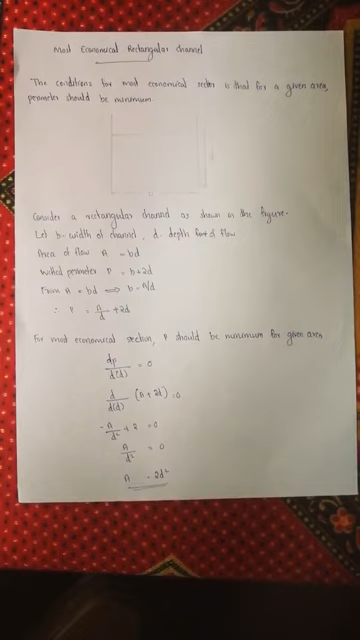 Most Economical Rectangular channel
The conditions for most economical section is that for a given area,
perimeter should be minimum.
Consider a rectangular channel as shown in the figure.
Let b- width of channel, d- depth of flow
Area of flow A = bd
Wetted perimeter P = b+2d
From A = bd ⟹ b = A/d
∴ P = A/d + 2d
For most economical section, P should be minimum for given area
dp/d(d) = 0
d/d(d) (A + 2d) = 0
-A/d² + 2 = 0
A/d² = 0
A = 2d²